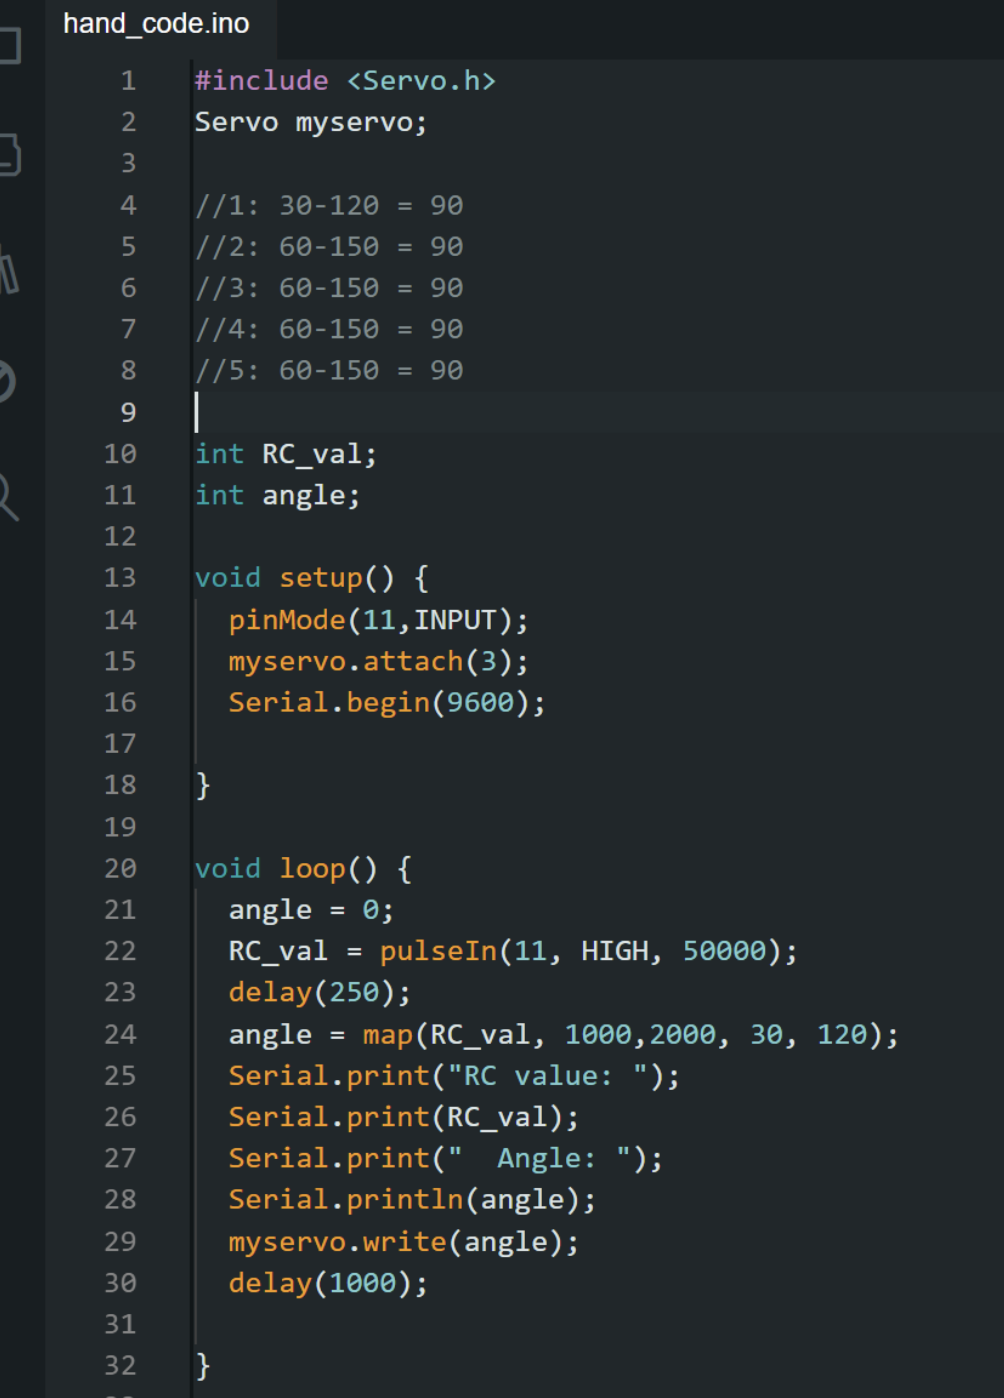 hand_code.ino
1 #include <Servo.h>
2 Servo myservo;
3
4 //1: 30-120 = 90
5 //2: 60-150 = 90
6 //3: 60-150 = 90
7 //4: 60-150 = 90
8 //5: 60-150 = 90
9
10 int RC_val;
11 int angle;
12
13 void setup() {
14 pinMode(11,INPUT);
15 myservo.attach(3);
16 Serial.begin(9600);
17
18 }
19
20 void loop() {
21 angle = 0;
22 RC_val = pulseIn(11, HIGH, 50000);
23 delay(250);
24 angle = map(RC_val, 1000,2000, 30, 120);
25 Serial.print("RC value: ");
26 Serial.print(RC_val);
27 Serial.print("  Angle: ");
28 Serial.println(angle);
29 myservo.write(angle);
30 delay(1000);
31
32 }